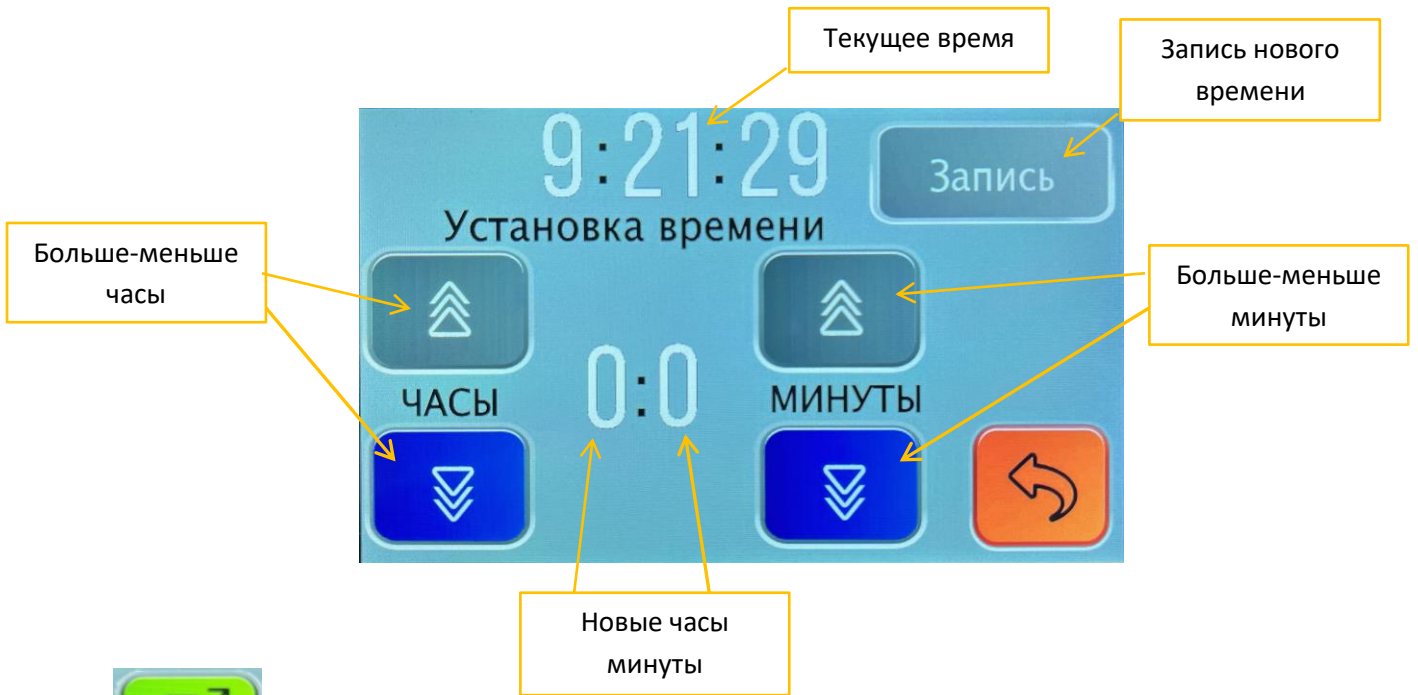 Текущее время
Запись нового
времени
9:21:29
Запись
Установка времени
Больше-меньше
часы
Больше-меньше
минуты
0:0
ЧАСЫ
МИНУТЫ
Новые часы
минуты